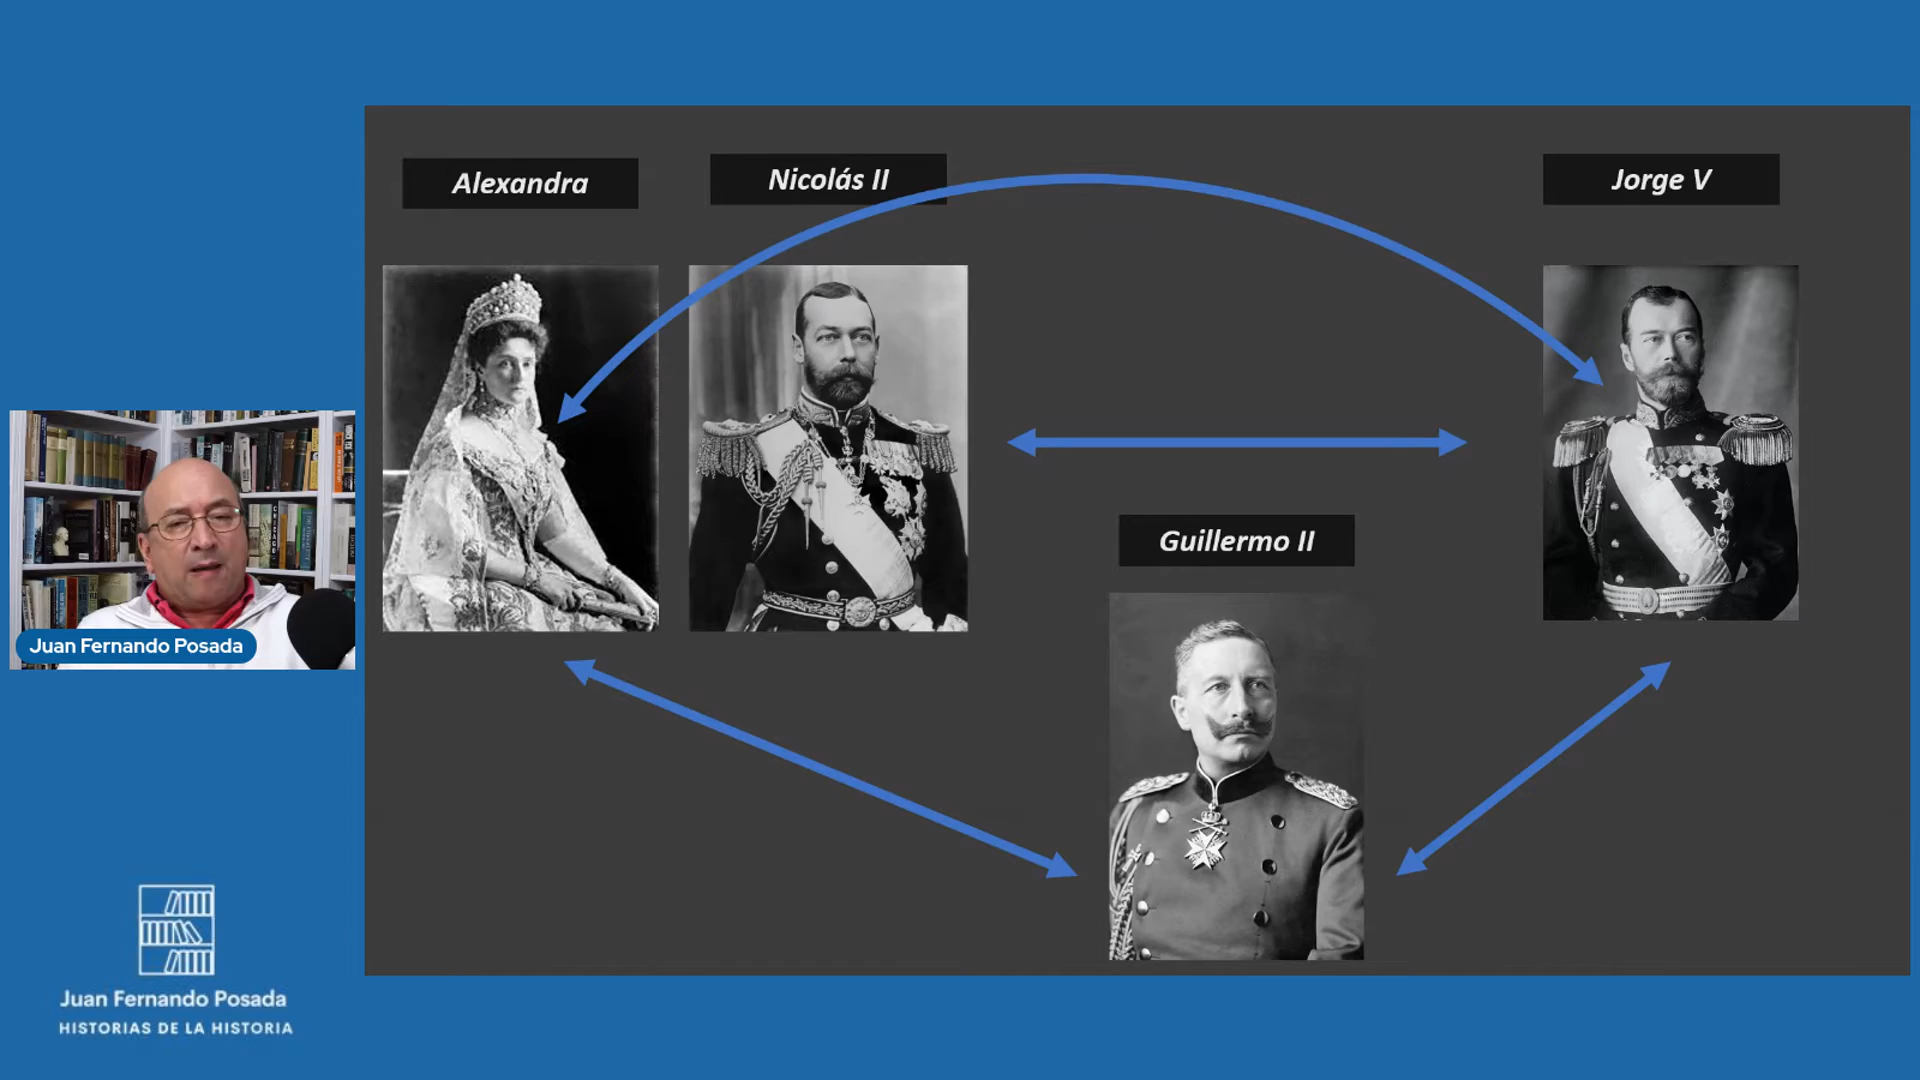 Alexandra
Nicolás II
Jorge V
Guillermo II
Juan Fernando Posada
Juan Fernando Posada
HISTORIAS DE LA HISTORIA